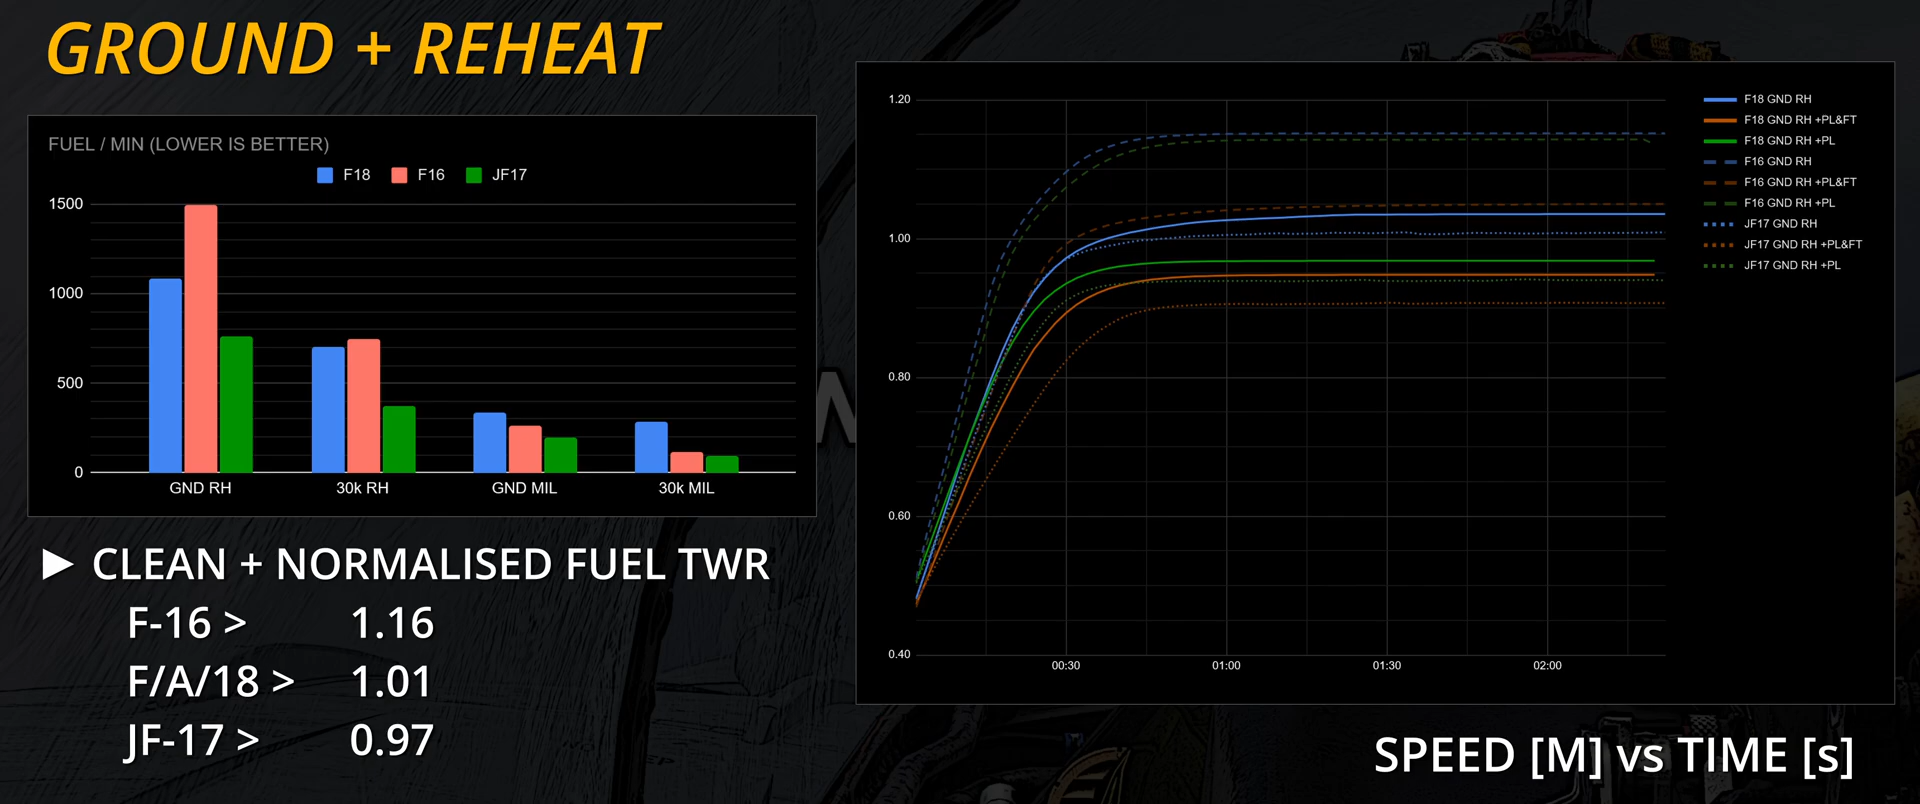 GROUND + REHEAT
FUEL / MIN (LOWER IS BETTER)
F18 F16 JF17
1500
1000
500
0
GND RH 30k RH GND MIL 30k MIL
► CLEAN + NORMALISED FUEL TWR
F-16 > 1.16
F/A/18 > 1.01
JF-17 > 0.97
1.20
1.00
0.80
0.60
0.40
00:30 01:00 01:30 02:00
F18 GND RH
F18 GND RH +PL&FT
F18 GND RH +PL
F16 GND RH
F16 GND RH +PL&FT
F16 GND RH +PL
JF17 GND RH
JF17 GND RH +PL&FT
JF17 GND RH +PL
SPEED [M] vs TIME [s]